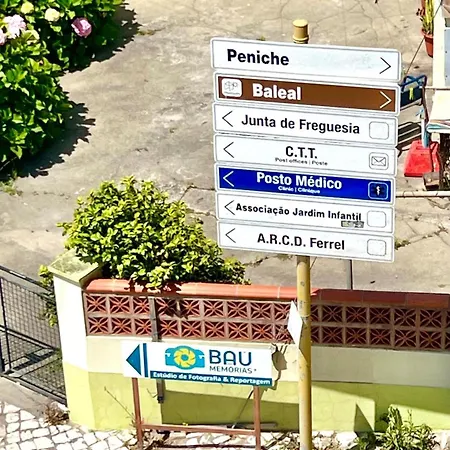 Peniche
Baleal
Junta de Freguesia
C.T.T.
Post offices | Poste
Posto Médico
Clinic | Clinique
Associação Jardim Infantil
A.R.C.D. Ferrel
BAU
MEMÓRIAS
Estúdio de Fotografia & Reportagem